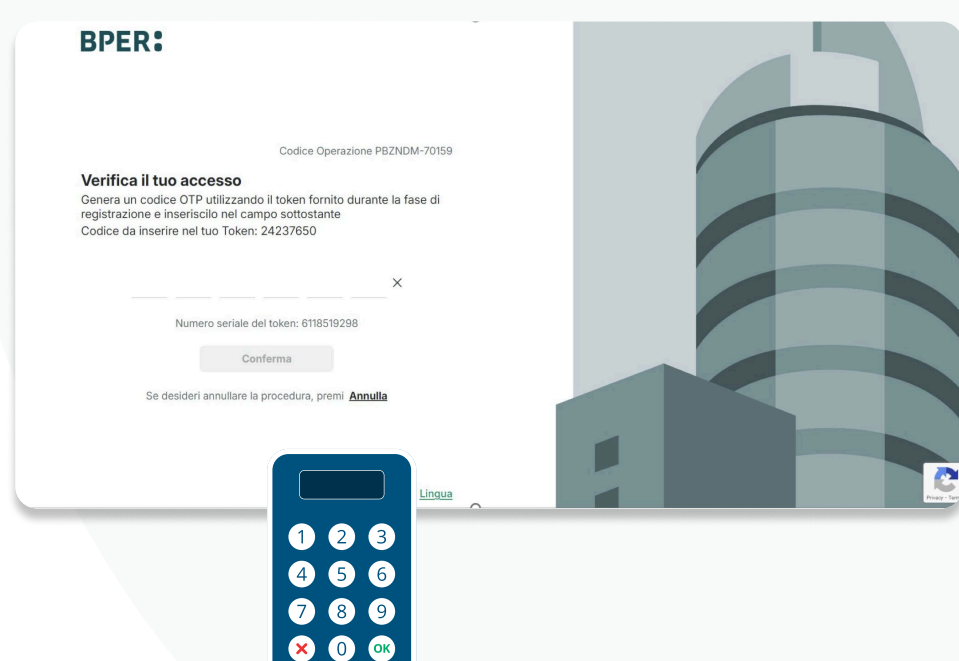 BPER:
Codice Operazione PBZNDM-70159
Verifica il tuo accesso
Genera un codice OTP utilizzando il token fornito durante la fase di
registrazione e inseriscilo nel campo sottostante
Codice da inserire nel tuo Token: 24237650
Numero seriale del token: 6118519298
Conferma
Se desideri annullare la procedura, premi Annulla
Lingua
Privacy - Term
1 2 3
4 5 6
7 8 9
0 OK